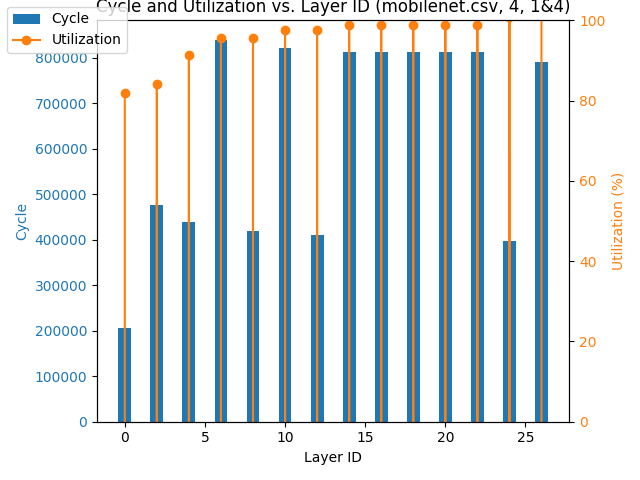 Cycle and Utilization vs. Layer ID (mobilenet.csv, 4, 1&4)
Cycle
Utilization
800000
700000
600000
500000
400000
300000
200000
100000
0
Cycle
100
80
60
40
20
0
Utilization (%)
0 5 10 15 20 25
Layer ID